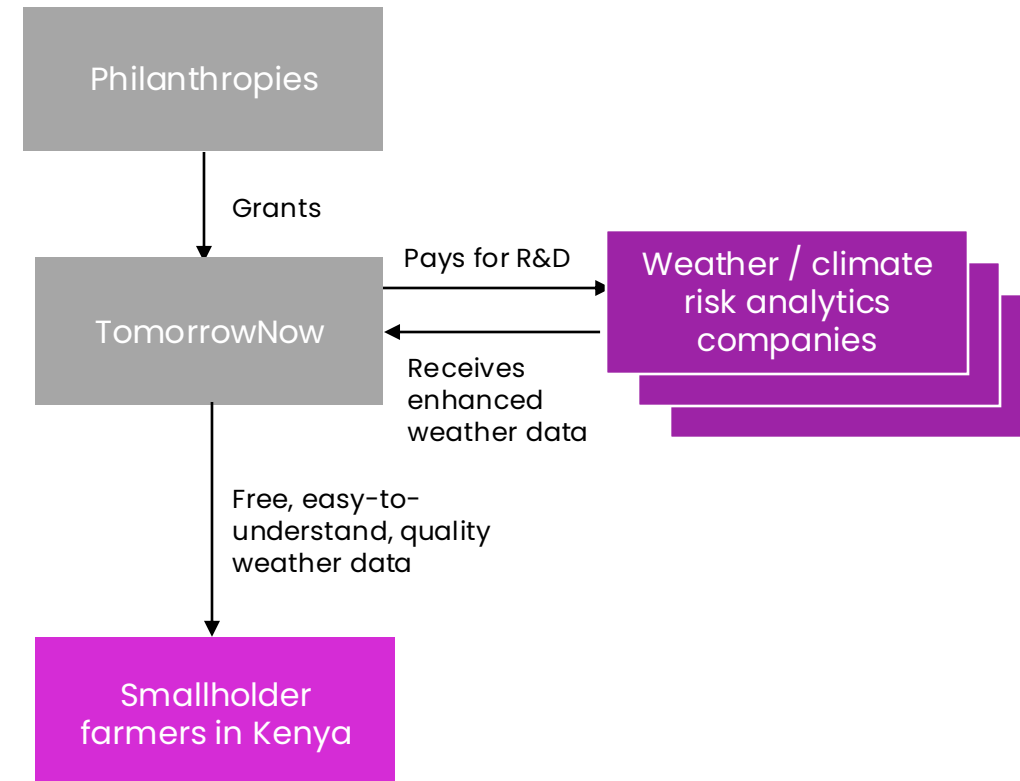 Philanthropies
Grants
Pays for R&D
Weather / climate
risk analytics
companies
TomorrowNow
Receives
enhanced
weather data
Free, easy-to-
understand, quality
weather data
Smallholder
farmers in Kenya